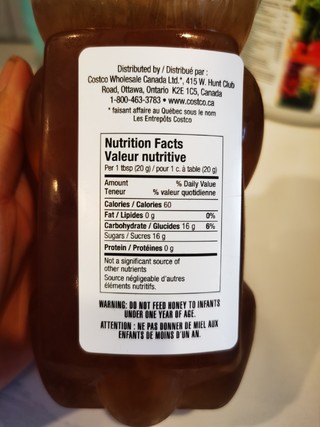 Distributed by / Distribué par :
Costco Wholesale Canada Ltd.*, 415 W. Hunt Club
Road, Ottawa, Ontario K2E 1C5, Canada
1-800-463-3783 • www.costco.ca
* faisant affaire au Québec sous le nom
Les Entrepôts Costco
Nutrition Facts
Valeur nutritive
Per 1 tbsp (20 g) / pour 1 c. à table (20 g)
Amount % Daily Value
Teneur % valeur quotidienne
Calories / Calories 60
Fat / Lipides 0 g 0%
Carbohydrate / Glucides 16 g 6%
Sugars / Sucres 16 g
Protein / Protéines 0 g
Not a significant source of
other nutrients
Source négligeable d'autres
éléments nutritifs.
WARNING: DO NOT FEED HONEY TO INFANTS
UNDER ONE YEAR OF AGE.
ATTENTION : NE PAS DONNER DE MIEL AUX
ENFANTS DE MOINS D'UN AN.